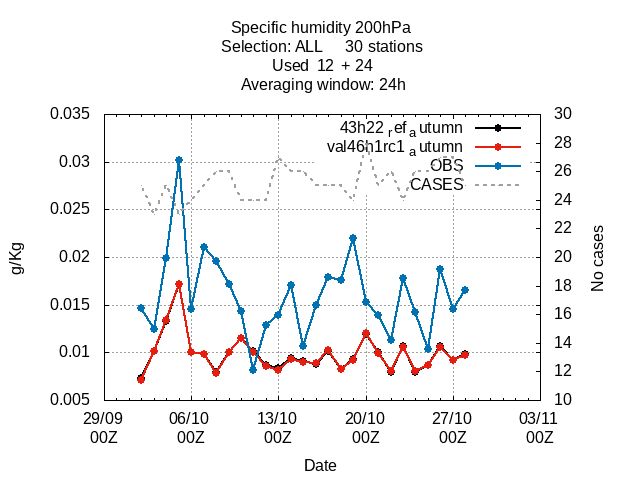 Specific humidity 200hPa
Selection: ALL 30 stations
Used 12 + 24
Averaging window: 24h
0.035
0.03
0.025
0.02
0.015
0.01
0.005
g/Kg
30
28
26
24
22
20
18
16
14
12
10
No cases
43h22 refa utumn
val46h1rc1 a utumn
OBS
CASES
29/09 06/10 13/10 20/10 27/10 03/11
00Z 00Z 00Z 00Z 00Z 00Z
Date